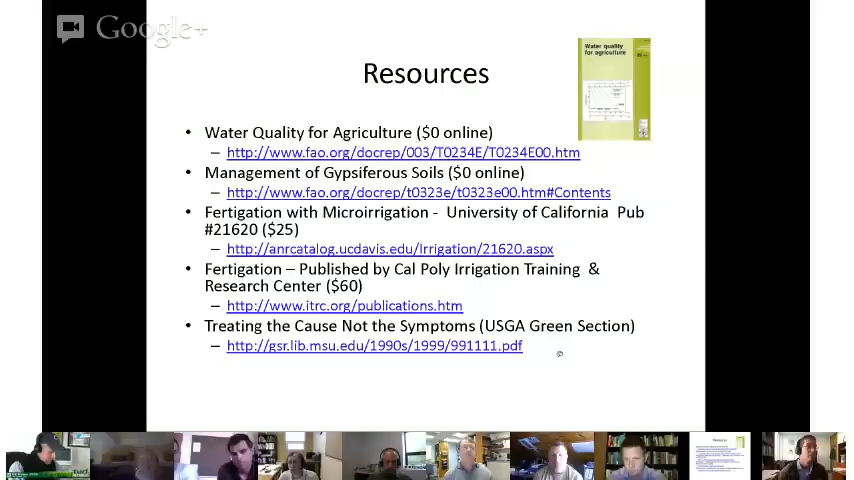 Google+
Resources
Water quality
for agriculture
• Water Quality for Agriculture ($0 online)
– http://www.fao.org/docrep/003/T0234E/T0234E00.htm
• Management of Gypsiferous Soils ($0 online)
– http://www.fao.org/docrep/t0323e/t0323e00.htm#Contents
• Fertigation with Microirrigation - University of California Pub
#21620 ($25)
– http://anrcatalog.ucdavis.edu/Irrigation/21620.aspx
• Fertigation – Published by Cal Poly Irrigation Training &
Research Center ($60)
– http://www.itrc.org/publications.htm
• Treating the Cause Not the Symptoms (USGA Green Section)
– http://gsr.lib.msu.edu/1990s/1999/991111.pdf
Resources